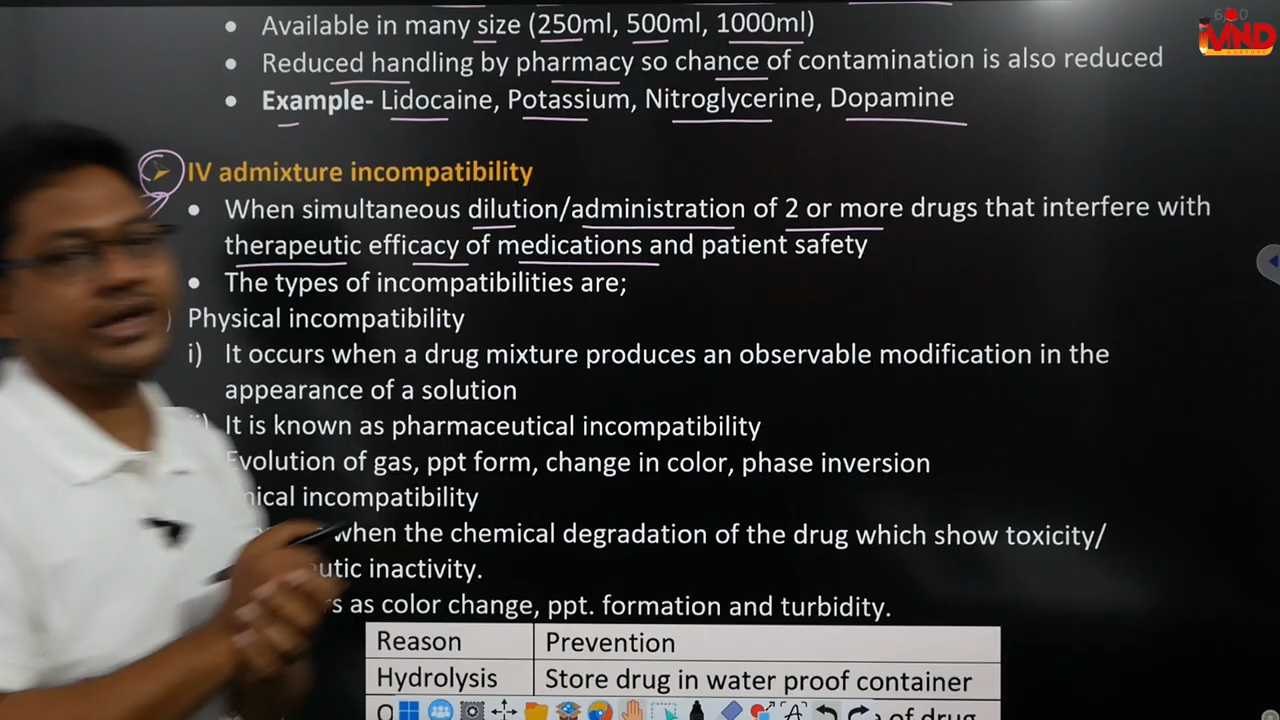 Available in many size (250ml, 500ml, 1000ml)
Reduced handling by pharmacy so chance of contamination is also reduced
Example- Lidocaine, Potassium, Nitroglycerine, Dopamine
IV admixture incompatibility
When simultaneous dilution/administration of 2 or more drugs that interfere with
therapeutic efficacy of medications and patient safety
The types of incompatibilities are;
Physical incompatibility
i) It occurs when a drug mixture produces an observable modification in the
appearance of a solution
It is known as pharmaceutical incompatibility
Evolution of gas, ppt form, change in color, phase inversion
incompatibility
when the chemical degradation of the drug which show toxicity/
inactivity.
as color change, ppt. formation and turbidity.
Reason Prevention
Hydrolysis Store drug in water proof container
of drug